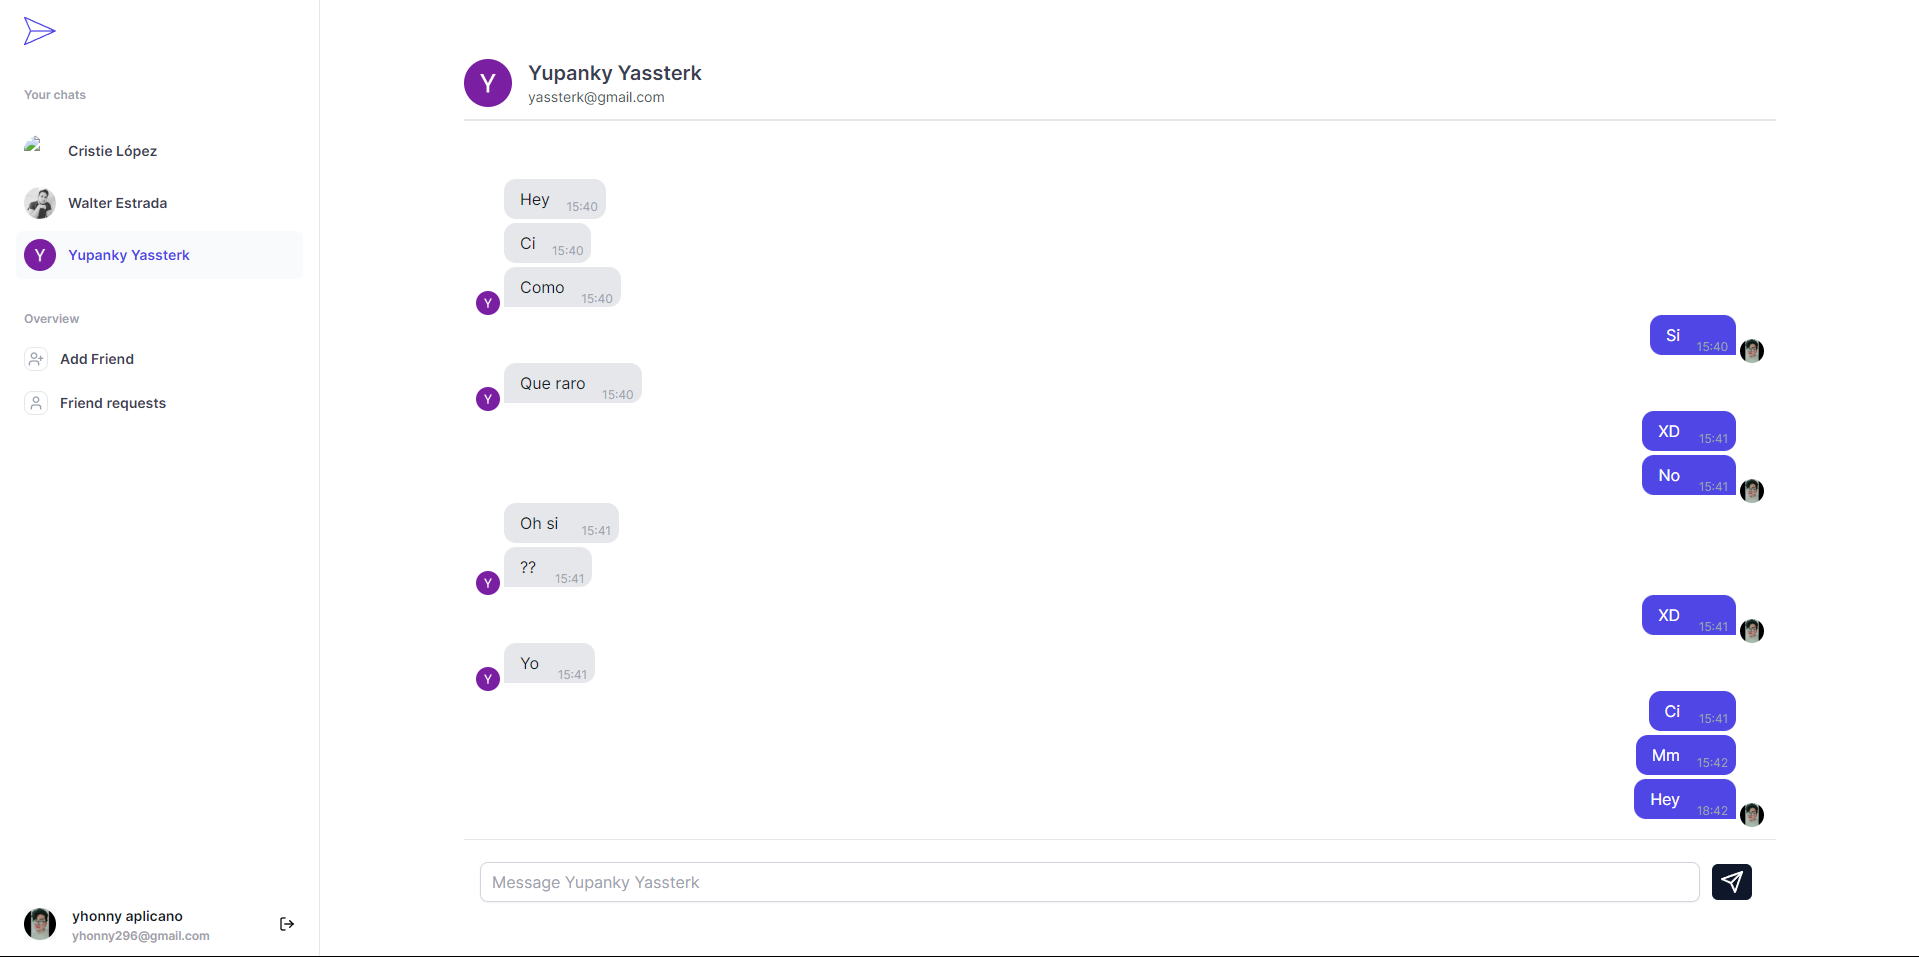 Your chats
Cristie López
Walter Estrada
Y Yupanky Yassterk
Overview
Add Friend
Friend requests
yhonny aplicano
yhonny296@gmail.com
Y
Yupanky Yassterk
yassterk@gmail.com
Hey 15:40
Ci 15:40
Como 15:40
Y
Si 15:40
Que raro 15:40
Y
XD 15:41
No 15:41
Oh si 15:41
?? 15:41
Y
XD 15:41
Yo 15:41
Y
Ci 15:41
Mm 15:42
Hey 18:42
Message Yupanky Yassterk